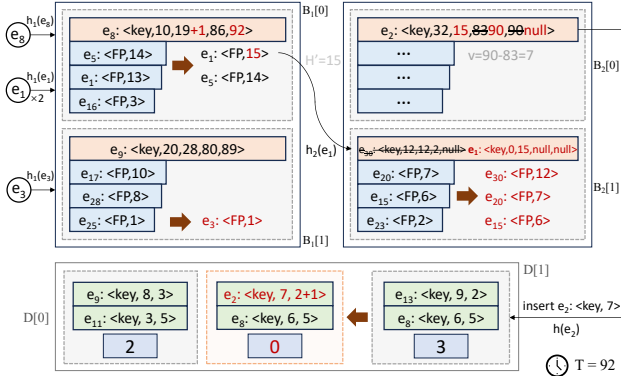 h₁(e₈)
e₈
e₈: <key,10,19+1,86,92>
e₅: <FP,14>
e₁: <FP,13>
e₁₆: <FP,3>
e₁: <FP,15>
e₅: <FP,14>
B₁[0]
H'=15
h₁(e₁)
e₁
×2
h₂(e₁)
e₂: <key,32,15,8390,90null>
...
...
...
v=90-83=7
B₂[0]
h₁(e₃)
e₃
e₉: <key,20,28,80,89>
e₁₇: <FP,10>
e₂₈: <FP,8>
e₂₅: <FP,1>
e₃: <FP,1>
B₁[1]
e₃₀: <key,12,12,2,null> e₁: <key,0,15,null,null>
e₂₀: <FP,7>
e₁₅: <FP,6>
e₂₃: <FP,2>
e₃₀: <FP,12>
e₂₀: <FP,7>
e₁₅: <FP,6>
B₂[1]
D[0]
e₉: <key, 8, 3>
e₁₁: <key, 3, 5>
2
e₂: <key, 7, 2+1>
e₈: <key, 6, 5>
0
e₁₃: <key, 9, 2>
e₈: <key, 6, 5>
3
D[1]
insert e₂: <key, 7>
h(e₂)
T = 92